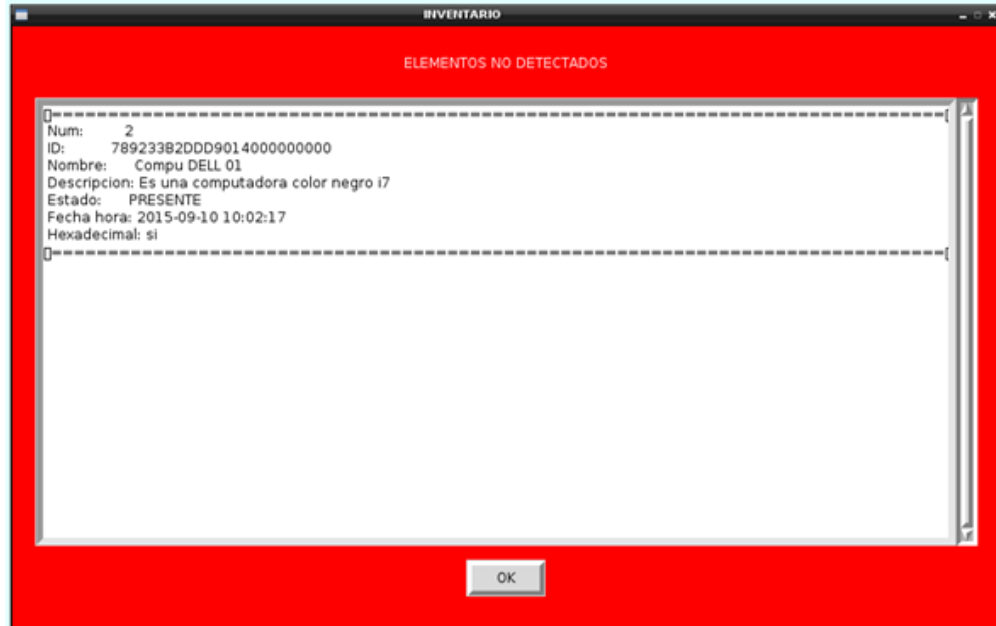 INVENTARIO
ELEMENTOS NO DETECTADOS
Num: 2
ID: 789233B2DDD9014000000000
Nombre: Compu DELL 01
Descripcion: Es una computadora color negro i7
Estado: PRESENTE
Fecha hora: 2015-09-10 10:02:17
Hexadecimal: si
OK